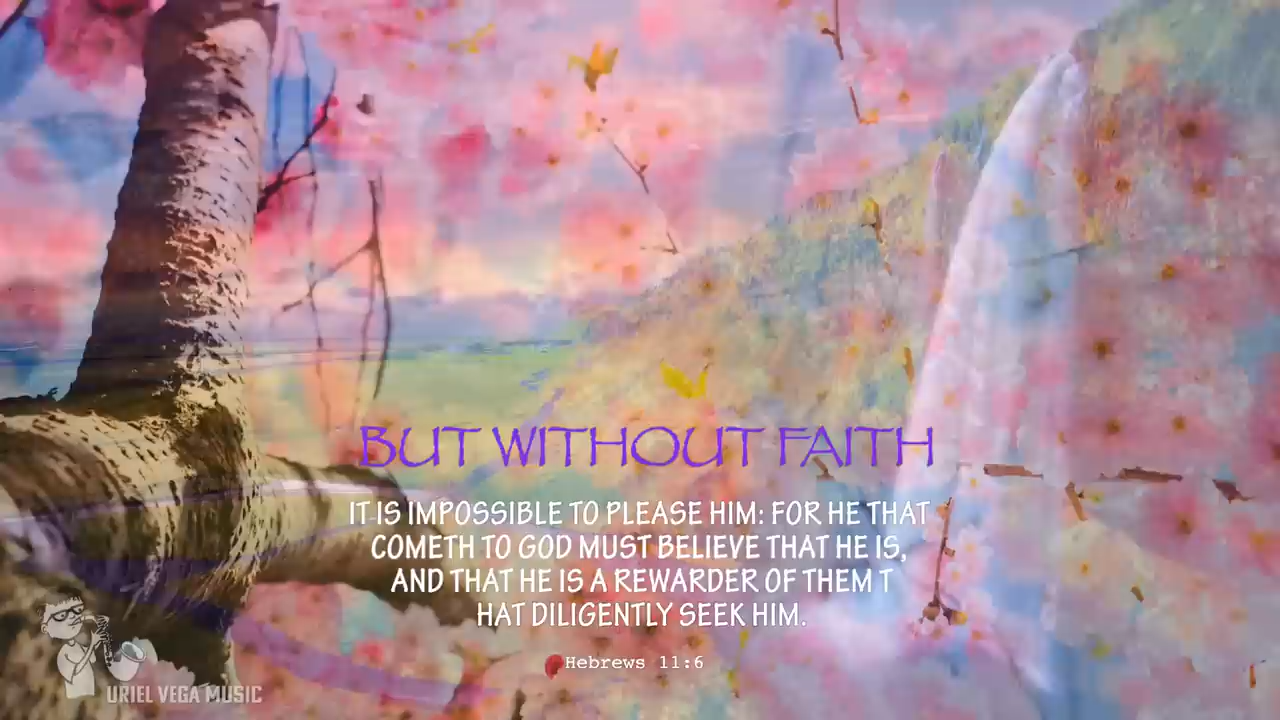 BUT WITHOUT FAITH
IT IS IMPOSSIBLE TO PLEASE HIM: FOR HE THAT
COMETH TO GOD MUST BELIEVE THAT HE IS,
AND THAT HE IS A REWARDER OF THEM T
HAT DILIGENTLY SEEK HIM.
Hebrews 11:6
URIEL VEGA MUSIC